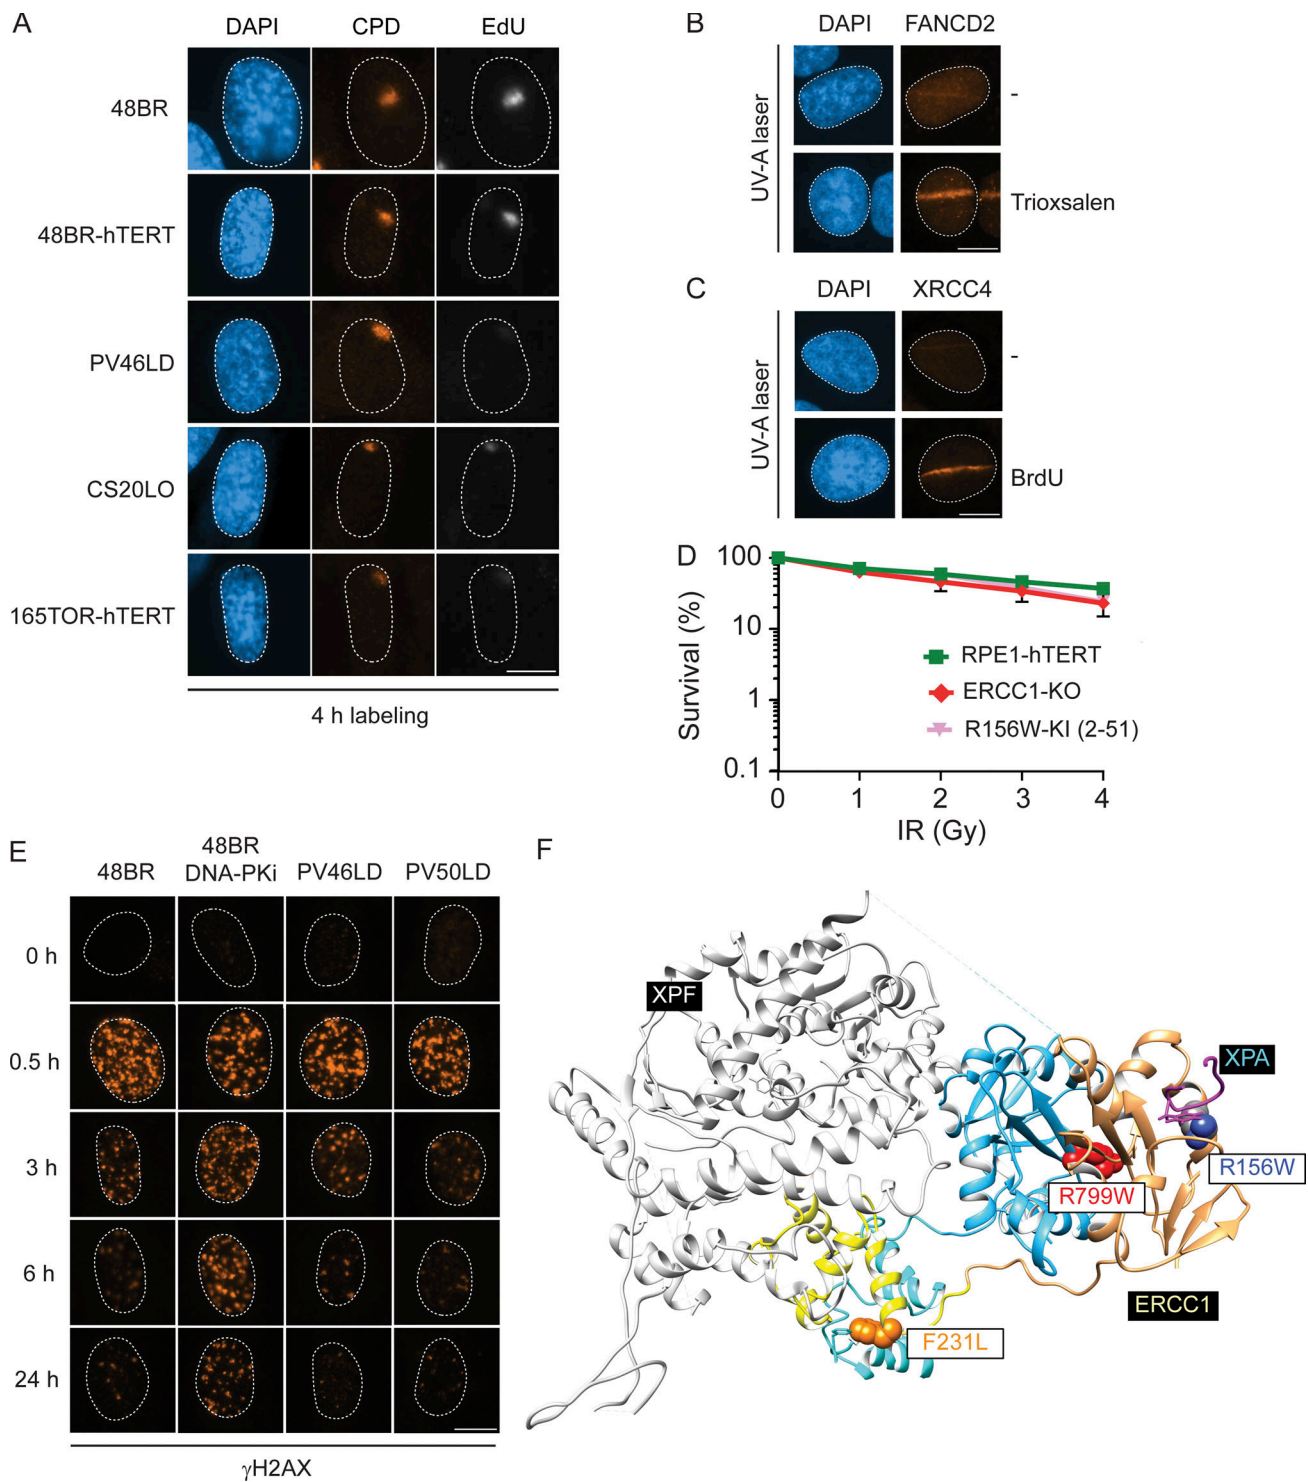 A
DAPI CPD EdU
48BR
48BR-hTERT
PV46LD
CS20LO
165TOR-hTERT
4 h labeling
B
DAPI FANCD2
UV-A laser
-
Trioxsalen
C
DAPI XRCC4
UV-A laser
-
BrdU
D
Survival (%)
100
10
1
0.1
0 1 2 3 4
IR (Gy)
RPE1-hTERT
ERCC1-KO
R156W-KI (2-51)
E
48BR
48BR
DNA-PKi
PV46LD
PV50LD
0 h
0.5 h
3 h
6 h
24 h
γH2AX
F
XPF
XPA
R156W
R799W
ERCC1
F231L